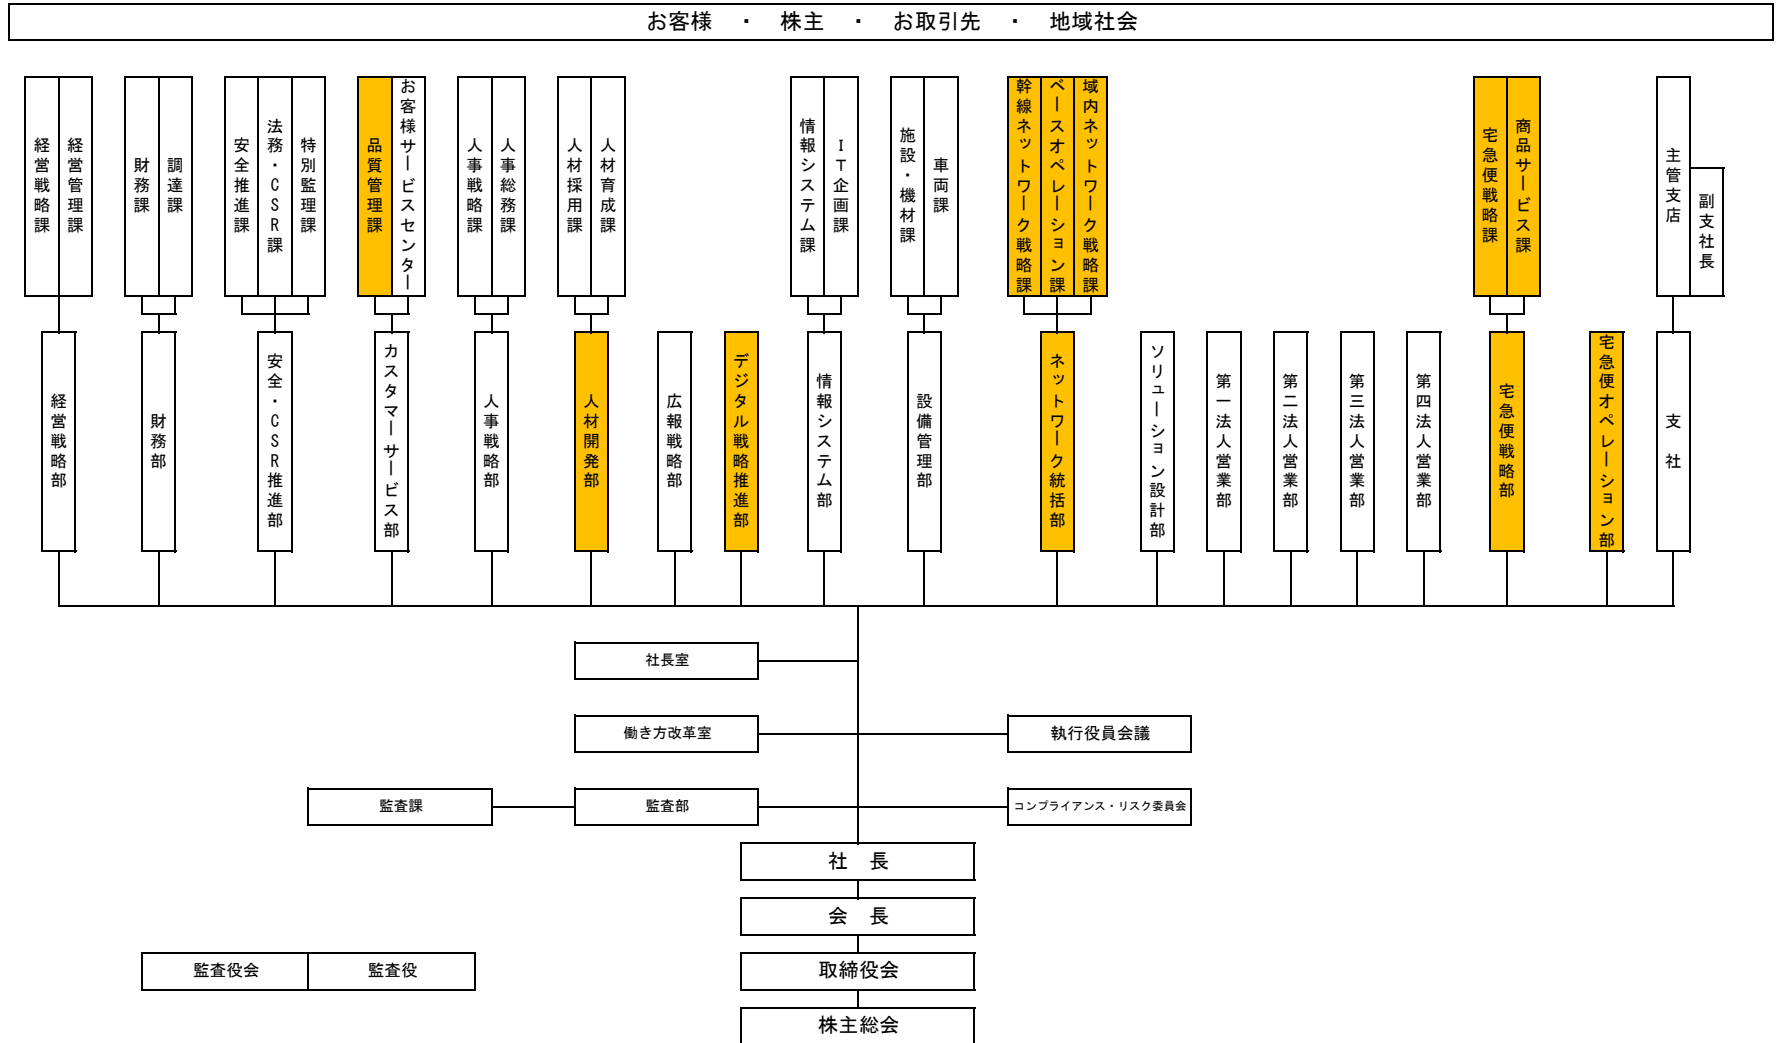 お客様 ・ 株主 ・ お取引先 ・ 地域社会
経営戦略課
経営管理課
財務課
調達課
安全推進課
法務・CSR課
特別監理課
品質管理課
お客様サービスセンター
人事戦略課
人事総務課
人材採用課
人材育成課
情報システム課
IT企画課
施設・機材課
車両課
幹線ネットワーク戦略課
ベースオペレーション課
域内ネットワーク戦略課
宅急便戦略課
商品サービス課
主管支店
副支社長
経営戦略部
財務部
安全・CSR推進部
カスタマーサービス部
人事戦略部
人材開発部
広報戦略部
デジタル戦略推進部
情報システム部
設備管理部
ネットワーク統括部
ソリューション設計部
第一法人営業部
第二法人営業部
第三法人営業部
第四法人営業部
宅急便戦略部
宅急便オペレーション部
支 社
社長室
働き方改革室
執行役員会議
監査課
監査部
コンプライアンス・リスク委員会
社 長
会 長
監査役会
監査役
取締役会
株主総会